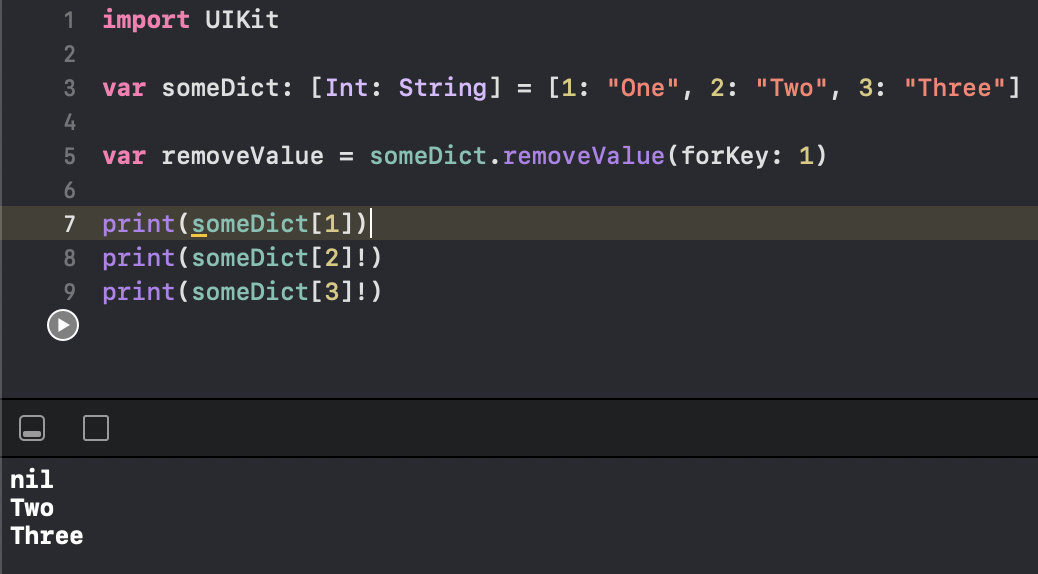 1 import UIKit
2
3 var someDict: [Int: String] = [1: "One", 2: "Two", 3: "Three"]
4
5 var removeValue = someDict.removeValue(forKey: 1)
6
7 print(someDict[1])
8 print(someDict[2]!)
9 print(someDict[3]!)
nil
Two
Three